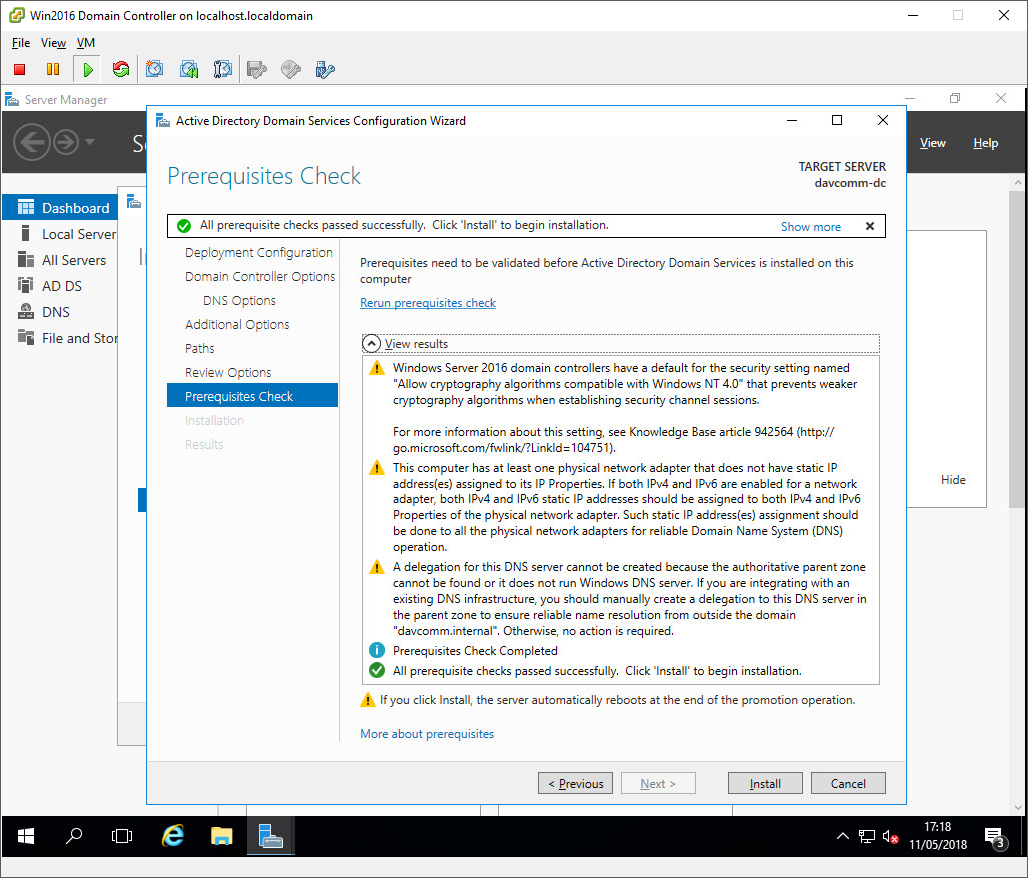 Win2016 Domain Controller on localhost.localdomain
File View VM
Server Manager
Active Directory Domain Services Configuration Wizard
View Help
Prerequisites Check
TARGET SERVER
davcomm-dc
All prerequisite checks passed successfully. Click 'Install' to begin installation.
Show more
Dashboard
Local Server
All Servers
AD DS
DNS
File and Stor
Deployment Configuration
Domain Controller Options
DNS Options
Additional Options
Paths
Review Options
Prerequisites Check
Installation
Results
Prerequisites need to be validated before Active Directory Domain Services is installed on this
computer
Rerun prerequisites check
View results
Windows Server 2016 domain controllers have a default for the security setting named
"Allow cryptography algorithms compatible with Windows NT 4.0" that prevents weaker
cryptography algorithms when establishing security channel sessions.
For more information about this setting, see Knowledge Base article 942564 (http://
go.microsoft.com/fwlink/?LinkId=104751).
This computer has at least one physical network adapter that does not have static IP
address(es) assigned to its IP Properties. If both IPv4 and IPv6 are enabled for a network
adapter, both IPv4 and IPv6 static IP addresses should be assigned to both IPv4 and IPv6
Properties of the physical network adapter. Such static IP address(es) assignment should
be done to all the physical network adapters for reliable Domain Name System (DNS)
operation.
A delegation for this DNS server cannot be created because the authoritative parent zone
cannot be found or it does not run Windows DNS server. If you are integrating with an
existing DNS infrastructure, you should manually create a delegation to this DNS server in
the parent zone to ensure reliable name resolution from outside the domain
"davcomm.internal". Otherwise, no action is required.
Prerequisites Check Completed
All prerequisite checks passed successfully. Click 'Install' to begin installation.
If you click Install, the server automatically reboots at the end of the promotion operation.
More about prerequisites
Hide
< Previous
Next >
Install
Cancel
17:18
11/05/2018
3